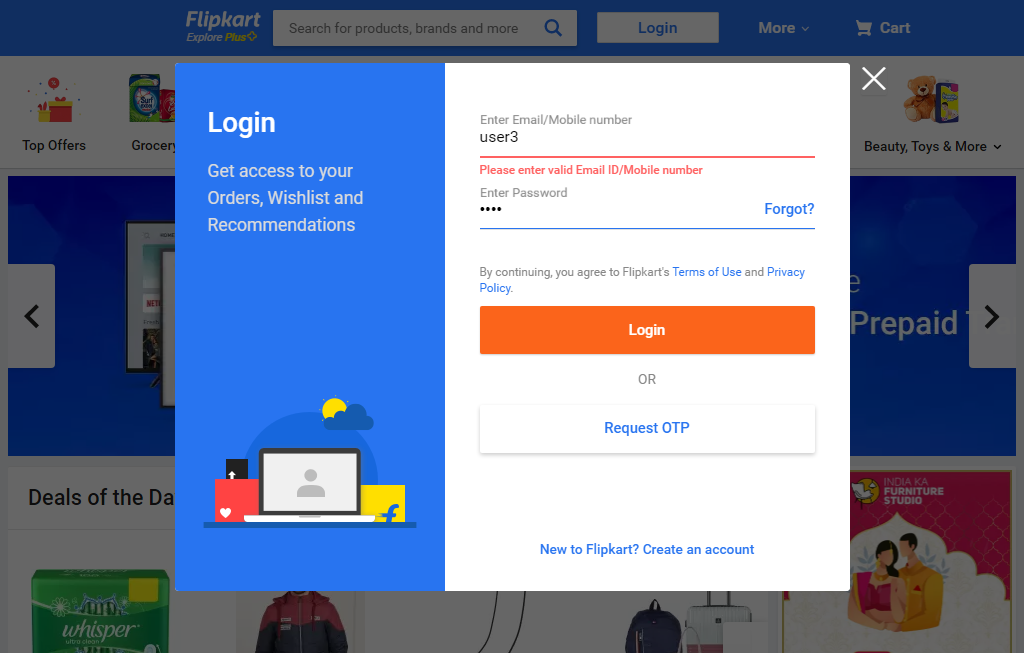 Flipkart
Explore Plus
Search for products, brands and more
Login
More
Cart
Top Offers
Grocery
Beauty, Toys & More
Login
Get access to your
Orders, Wishlist and
Recommendations
Enter Email/Mobile number
user3
Please enter valid Email ID/Mobile number
Enter Password
••••
Forgot?
By continuing, you agree to Flipkart's Terms of Use and Privacy
Policy.
Login
OR
Request OTP
New to Flipkart? Create an account
Prepaid
Deals of the Da
INDIA KA
FURNITURE
STUDIO
whisper
ultra clean